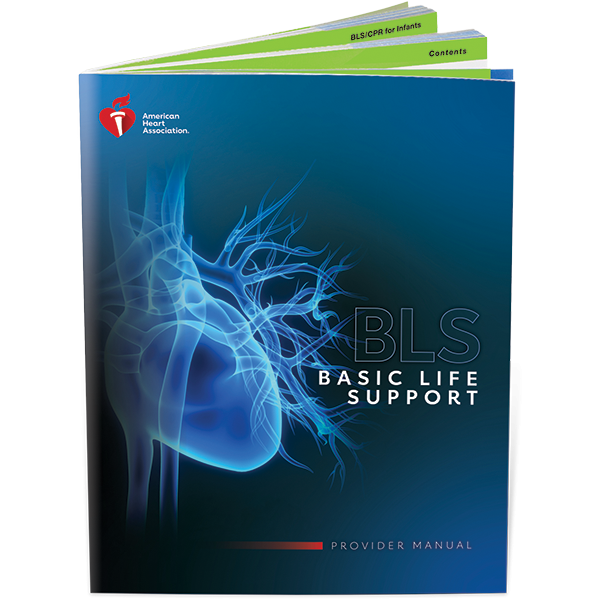 BLS/CPR for Infants
Contents
American
Heart
Association.
BLS
BASIC LIFE
SUPPORT
PROVIDER MANUAL